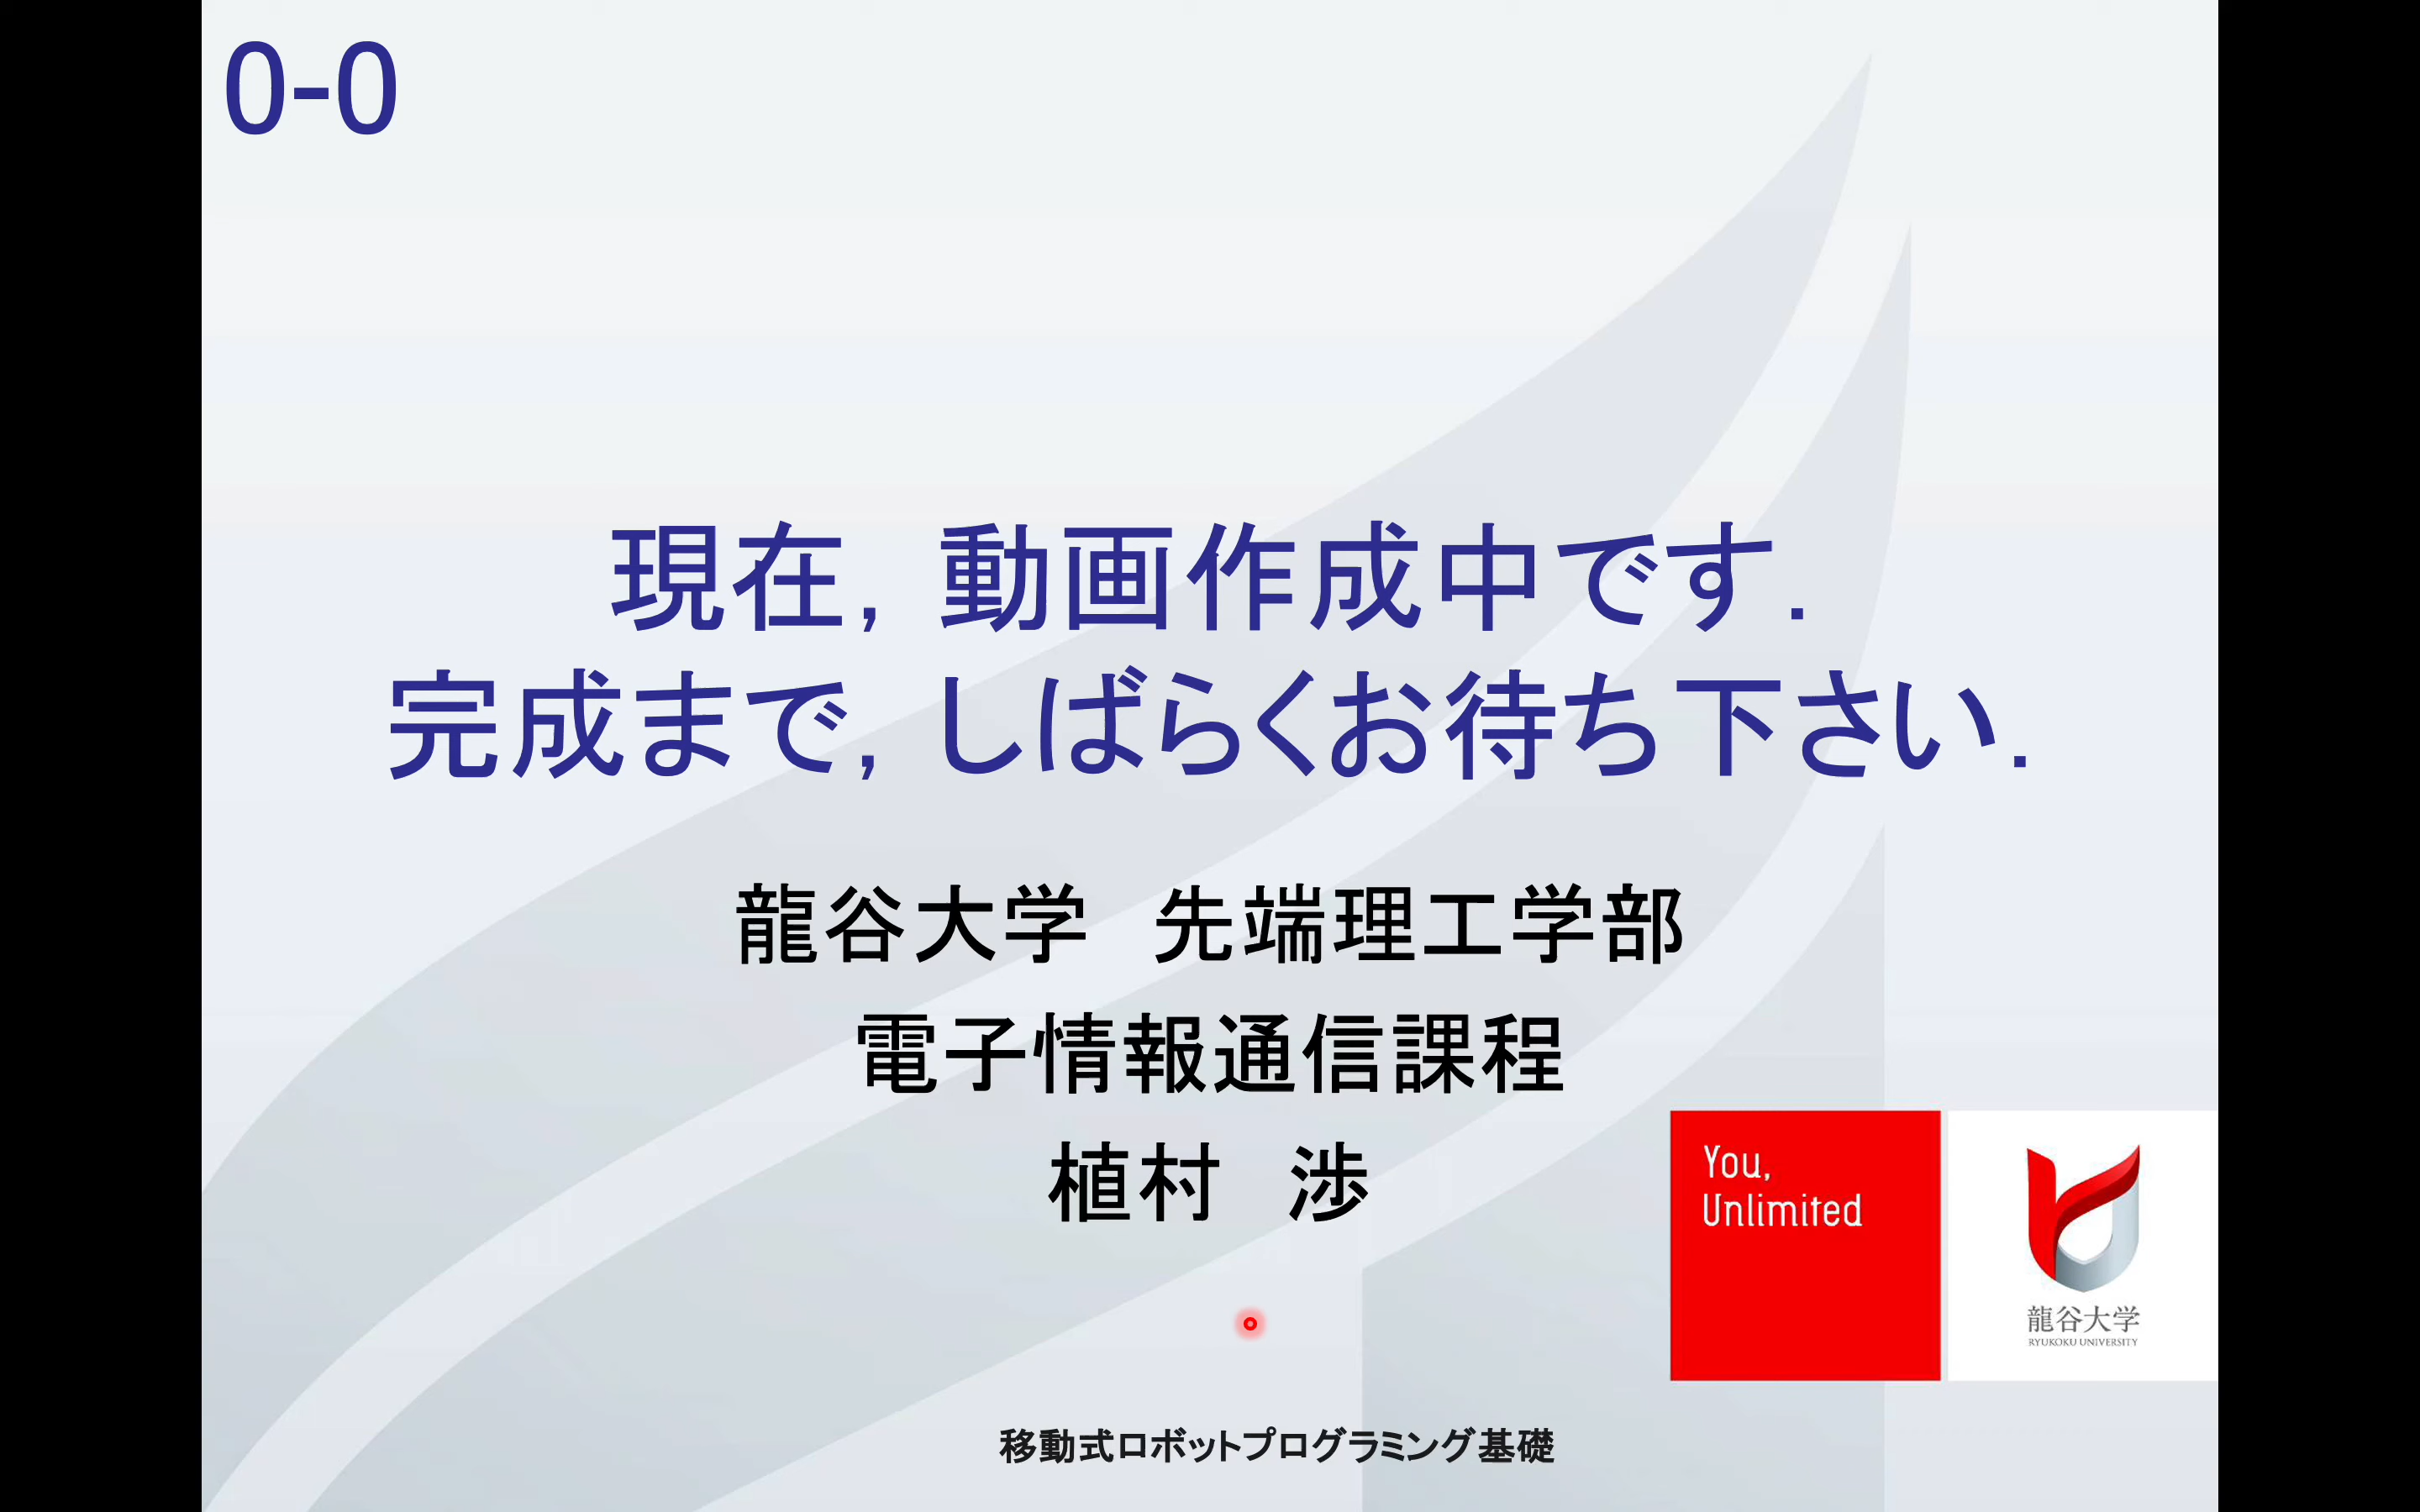 0-0
現在，動画作成中です．
完成まで，しばらくお待ち下さい．
龍谷大学　先端理工学部
電子情報通信課程
植村　渉
You,
Unlimited
龍谷大学
RYUKOKU UNIVERSITY
移動式ロボットプログラミング基礎